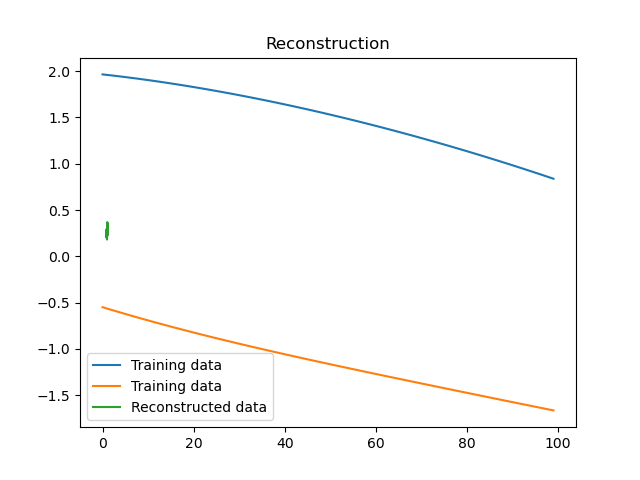 Reconstruction
2.0
1.5
1.0
0.5
0.0
−0.5
−1.0
−1.5
Training data
Training data
Reconstructed data
0 20 40 60 80 100